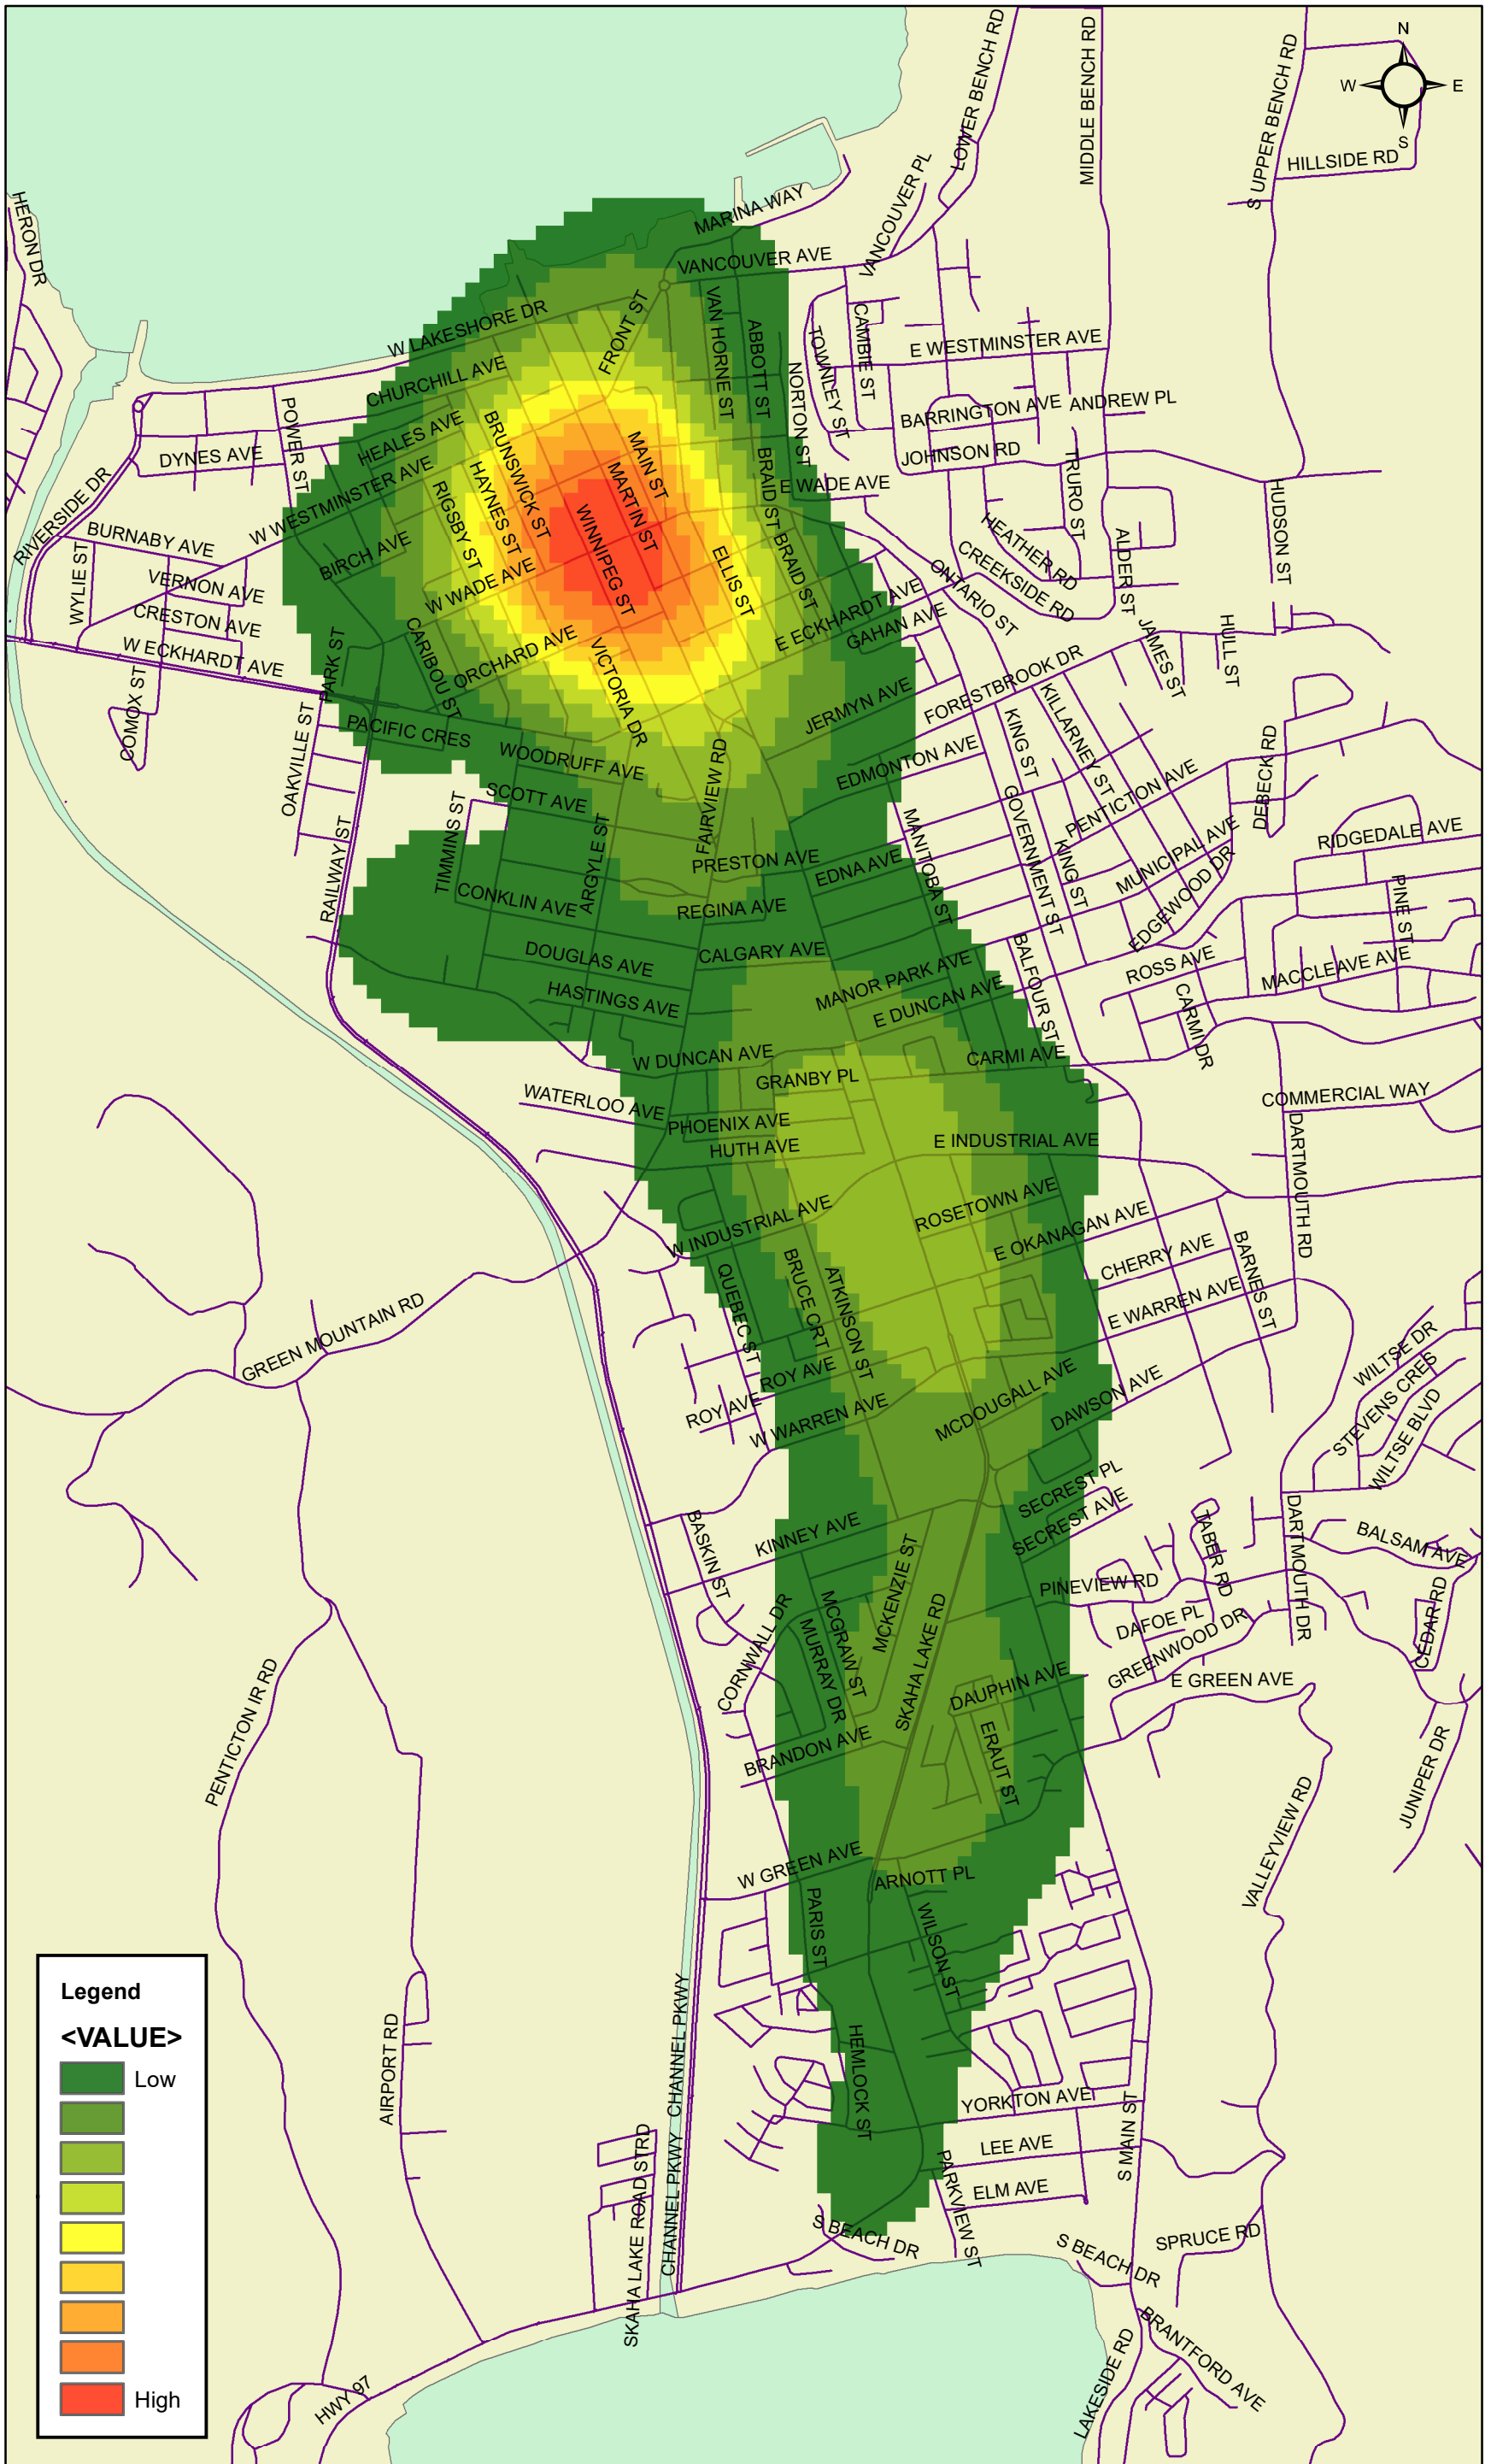 N
W
E
S
LOWER BENCH RD
MIDDLE BENCH RD
S UPPER BENCH RD
HILLSIDE RD
VANCOUVER PL
HERON DR
MARINA WAY
VANCOUVER AVE
W LAKESHORE DR
FRONT ST
VAN HORNE ST
ABBOTT ST
TOWNLEY ST
CAMBIE ST
E WESTMINSTER AVE
CHURCHILL AVE
NORTON ST
BARRINGTON AVE
ANDREW PL
POWER ST
HEALES AVE
BRUNSWICK ST
MAIN ST
JOHNSON RD
DYNES AVE
W WESTMINSTER AVE
RIGSBY ST
HAYNES ST
MARTIN ST
BRAID ST
E WADE AVE
TRURO ST
HUDSON ST
RIVERSIDE DR
BURNABY AVE
BIRCH AVE
WINNIPEG ST
BRAID ST
HEATHER RD
ALDER ST
WYLIE ST
VERNON AVE
W WADE AVE
ELLIS ST
ONTARIO ST
CREEKSIDE RD
CRESTON AVE
E ECKHARDT AVE
GAHAN AVE
W ECKHARDT AVE
PARK ST
CARIBOU ST
ORCHARD AVE
VICTORIA DR
JAMES ST
HULL ST
COMOX ST
OAKVILLE ST
PACIFIC CRES
JERMYN AVE
FORESTBROOK DR
KILLARNEY ST
KING ST
WOODRUFF AVE
FAIRVIEW RD
EDMONTON AVE
DEBECK RD
SCOTT AVE
PENTICTON AVE
GOVERNMENT ST
RAILWAY ST
TIMMINS ST
ARGYLE ST
PRESTON AVE
EDNA AVE
MANITOBA ST
KING ST
MUNICIPAL AVE
RIDGEDALE AVE
CONKLIN AVE
REGINA AVE
EDGEWOOD DR
PINE ST
DOUGLAS AVE
CALGARY AVE
MANOR PARK AVE
BALFOUR ST
ROSS AVE
MACCLEAVE AVE
HASTINGS AVE
E DUNCAN AVE
CARMI DR
W DUNCAN AVE
CARMI AVE
GRANBY PL
WATERLOO AVE
COMMERCIAL WAY
PHOENIX AVE
HUTH AVE
E INDUSTRIAL AVE
DARTMOUTH RD
W INDUSTRIAL AVE
ROSETOWN AVE
E OKANAGAN AVE
CHERRY AVE
BARNES ST
QUEBEC ST
BRUCE CRT
ATKINSON ST
E WARREN AVE
GREEN MOUNTAIN RD
WILTSE DR
ROY AVE
ROY AVE
MCDOUGALL AVE
DAWSON AVE
STEVENS CRES
WILTSE BLVD
W WARREN AVE
SECREST PL
SECREST AVE
BASKIN ST
KINNEY AVE
TABER RD
DARTMOUTH DR
BALSAM AVE
MCKENZIE ST
PINEVIEW RD
CORNWALL DR
MCGRAW ST
MURRAY DR
SKAHA LAKE RD
DAFOE PL
GREENWOOD DR
CEDAR RD
DAUPHIN AVE
E GREEN AVE
PENTICTON IR RD
BRANDON AVE
ERAUT ST
JUNIPER DR
VALLEYVIEW RD
W GREEN AVE
ARNOTT PL
PARIS ST
WILSON ST
AIRPORT RD
CHANNEL PKWY
HEMLOCK ST
YORKTON AVE
LEE AVE
S MAIN ST
ELM AVE
PARKVIEW ST
SKAHA LAKE ROAD STRD
CHANNEL PKWY
S BEACH DR
S BEACH DR
SPRUCE RD
BRANTFORD AVE
LAKESIDE RD
HWY 97
Legend
<VALUE>
Low
High